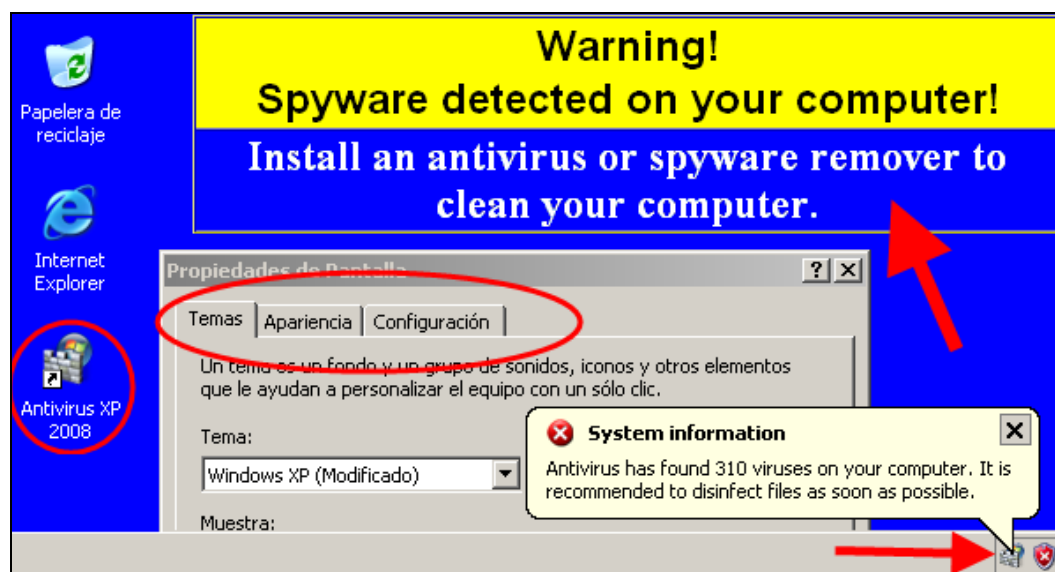 Warning!
Spyware detected on your computer!
Install an antivirus or spyware remover to
clean your computer.
Papelera de
reciclaje
Internet
Explorer
Antivirus XP
2008
Propiedades de Pantalla
Temas
Apariencia
Configuración
Un tema es un fondo y un grupo de sonidos, iconos y otros elementos
que le ayudan a personalizar el equipo con un sólo clic.
Tema:
Windows XP (Modificado)
Muestra:
System information
Antivirus has found 310 viruses on your computer. It is
recommended to disinfect files as soon as possible.